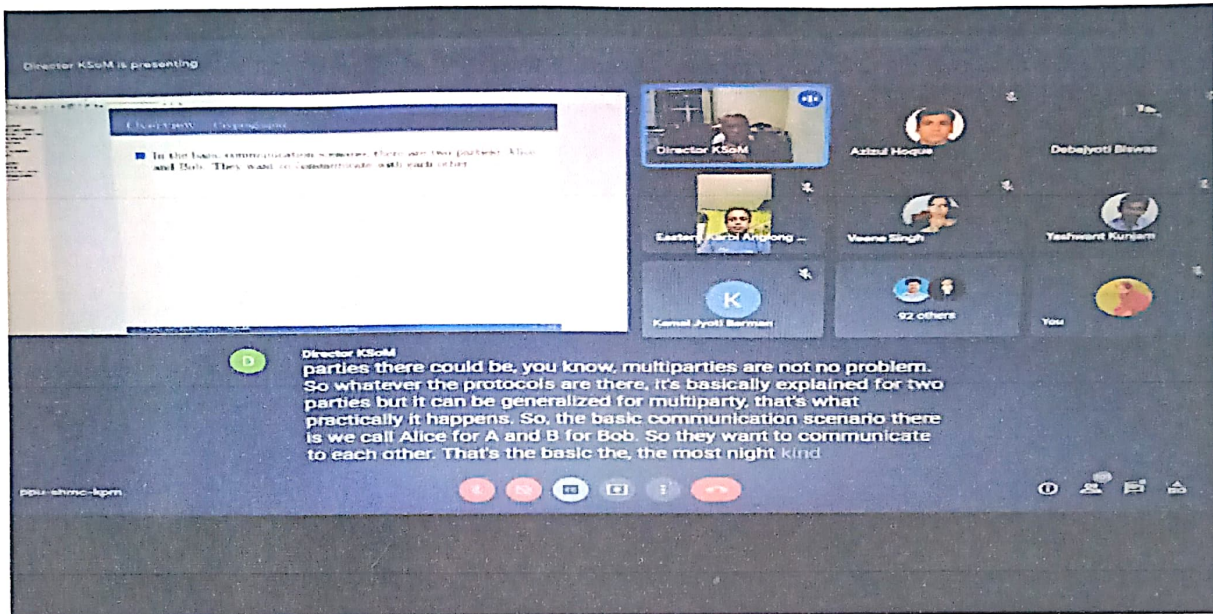 Director KSoM is presenting
Overview
In the basic communication scenario, there are two parties: Alice
and Bob. They want to communicate with each other.
Director KSoM
Azizul Hoque
Debajyoti Biswas
Eastern Karbi Anglong ...
Veena Singh
Yashwant Kunjam
K
Kamal Jyoti Barman
92 others
You
D
Director KSoM
parties there could be, you know, multiparties are not no problem.
So whatever the protocols are there, it's basically explained for two
parties but it can be generalized for multiparty, that's what
practically it happens. So, the basic communication scenario there
is we call Alice for A and B for Bob. So they want to communicate
to each other. That's the basic the, the most night kind
ppu-ahmc-kpm